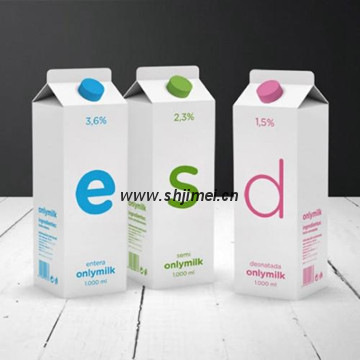 3,6%
e
entera
onlymilk
1.000 ml
onlymilk
2,3%
s
semi
onlymilk
1.000 ml
onlymilk
1,5%
d
desnatada
onlymilk
1.000 ml
onlymilk
www.shjimei.cn